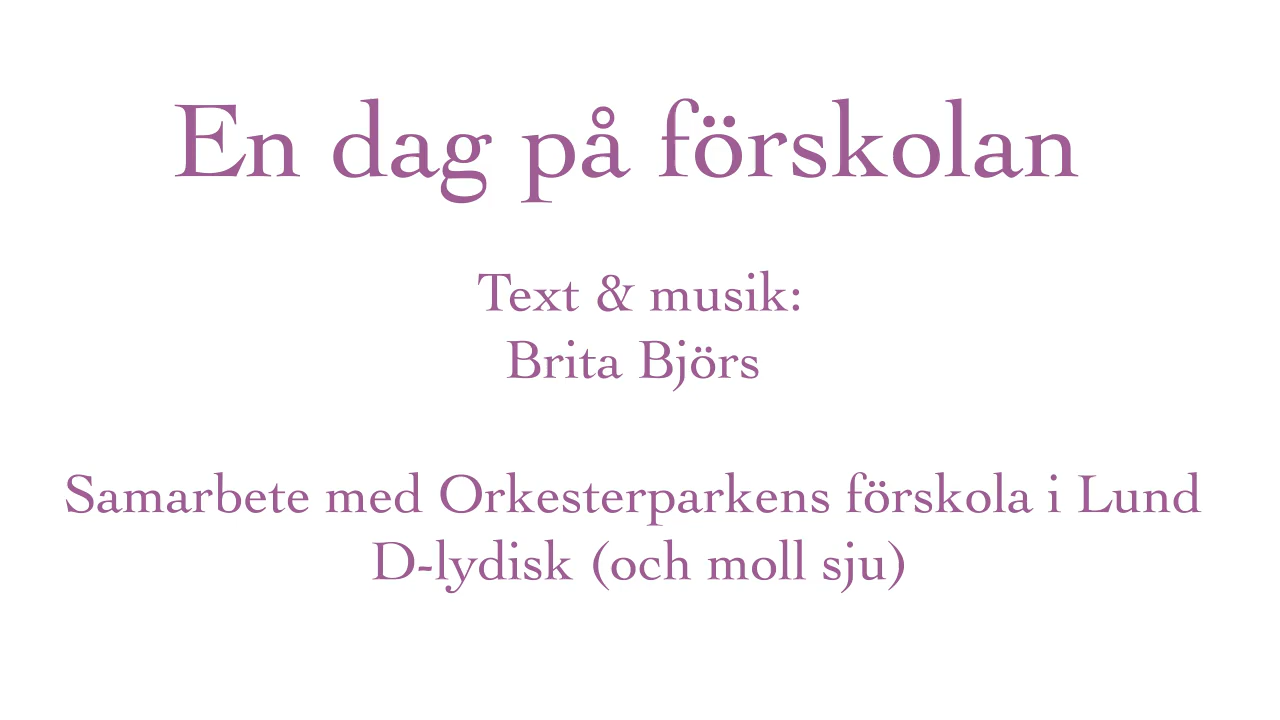 En dag på förskolan
Text & musik:
Brita Björs
Samarbete med Orkesterparkens förskola i Lund
D-lydisk (och moll sju)